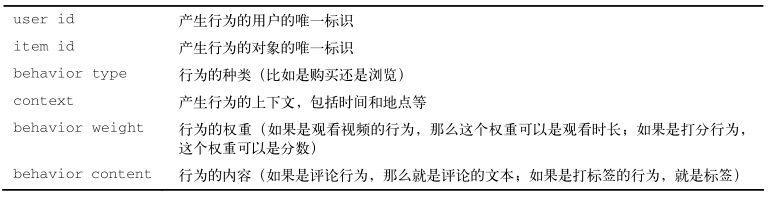 user id 产生行为的用户的唯一标识
item id 产生行为的对象的唯一标识
behavior type 行为的种类（比如是购买还是浏览）
context 产生行为的上下文，包括时间和地点等
behavior weight 行为的权重（如果是观看视频的行为，那么这个权重可以是观看时长；如果是打分行为，
这个权重可以是分数）
behavior content 行为的内容（如果是评论行为，那么就是评论的文本；如果是打标签的行为，就是标签）